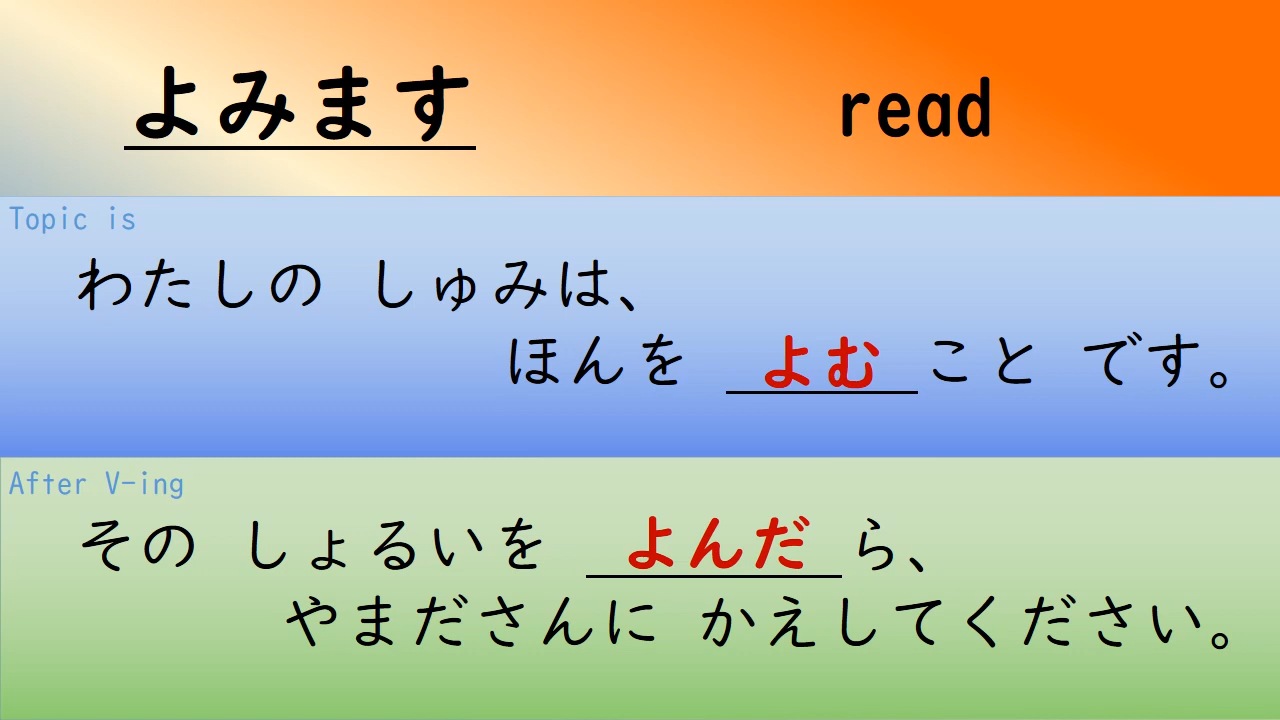 よみます read
Topic is
わたしの しゅみは、
ほんを よむこと です。
After V-ing
その しょるいを よんだら、
やまださんに かえしてください。